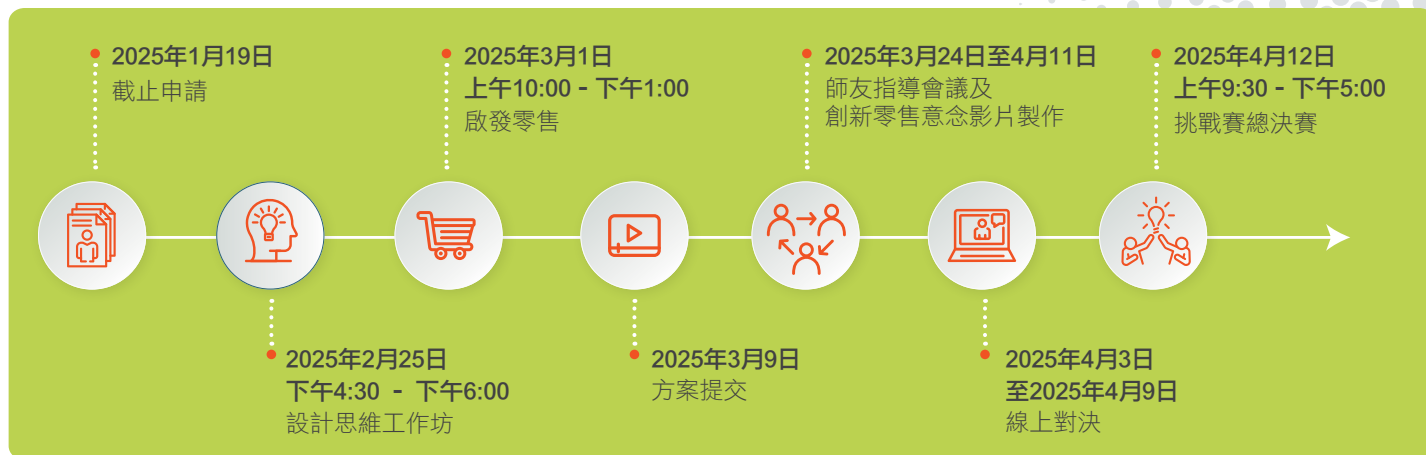 2025年1月19日
截止申請
2025年2月25日
下午4:30 - 下午6:00
設計思維工作坊
2025年3月1日
上午10:00 - 下午1:00
啟發零售
2025年3月9日
方案提交
2025年3月24日至4月11日
師友指導會議及
創新零售意念影片製作
2025年4月3日
至2025年4月9日
線上對決
2025年4月12日
上午9:30 - 下午5:00
挑戰賽總決賽